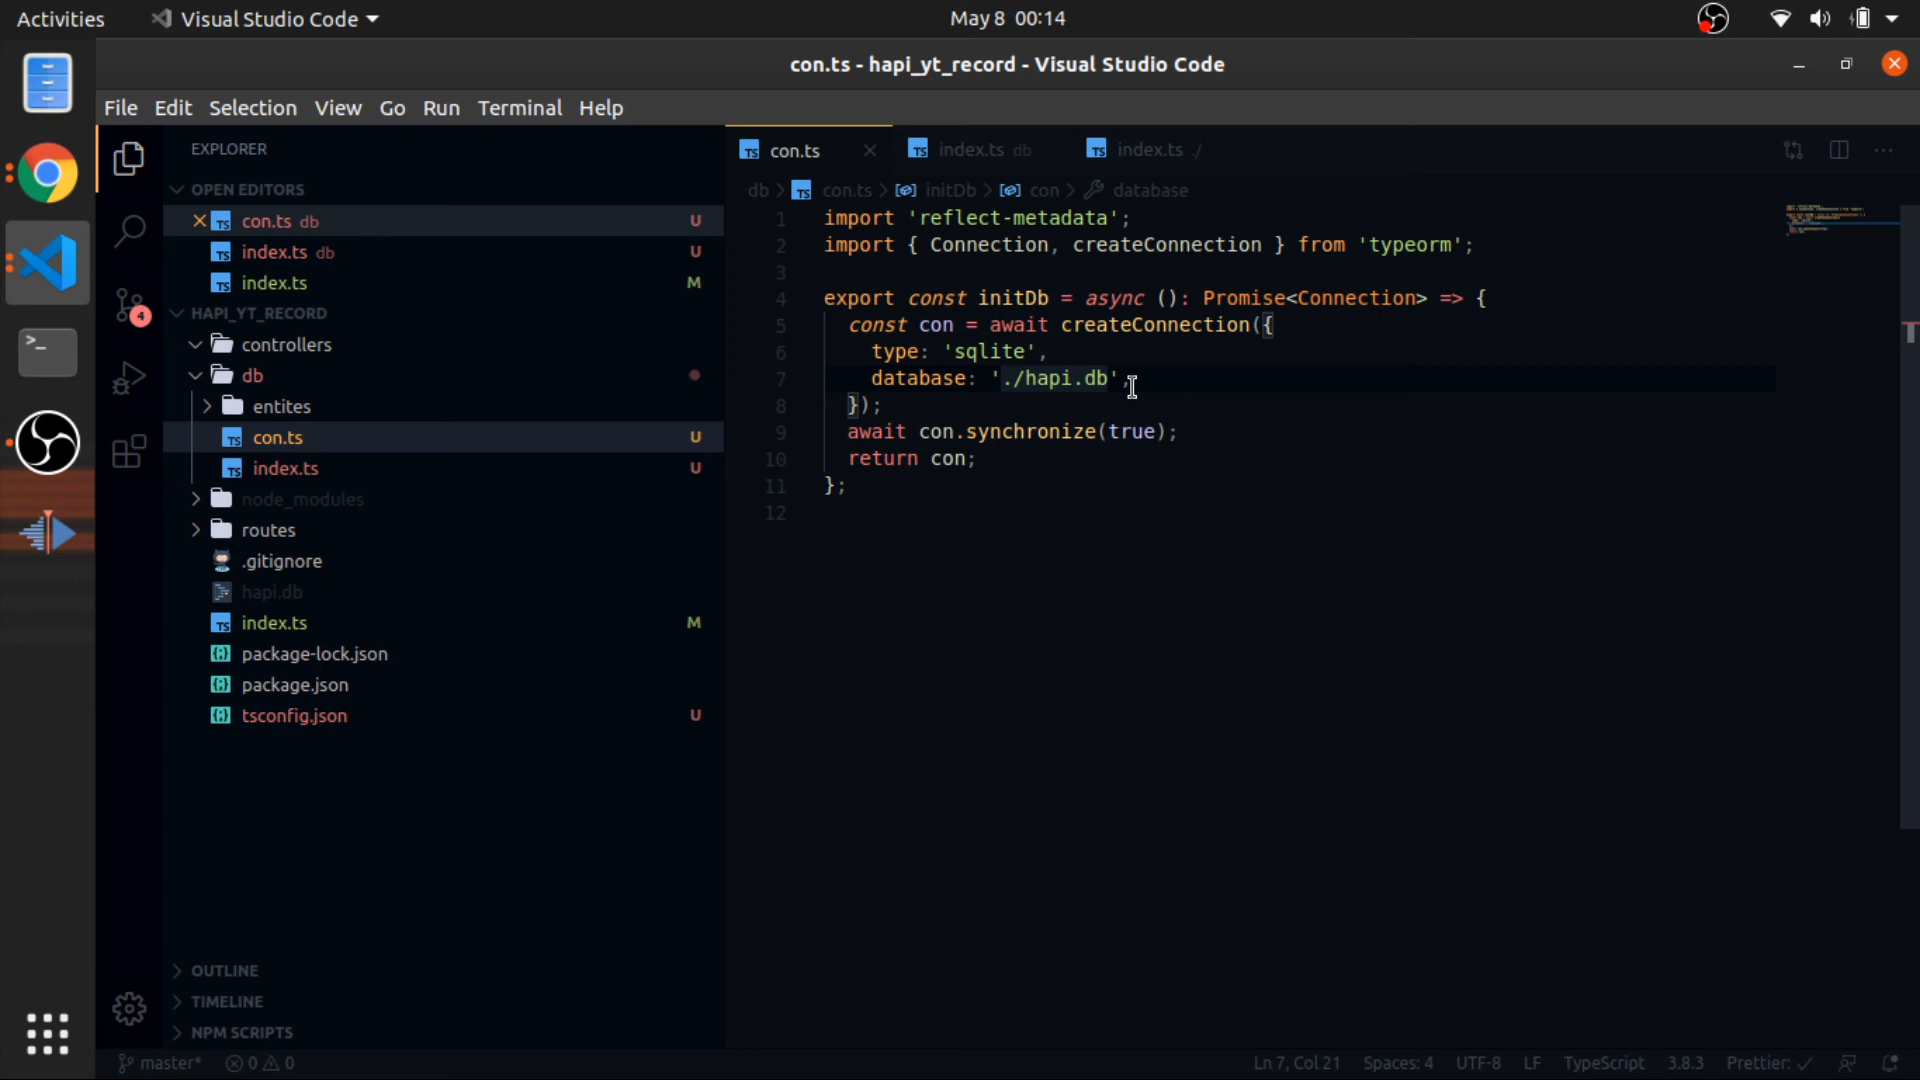 Activities
Visual Studio Code
May 8 00:14
con.ts - hapi_yt_record - Visual Studio Code
File Edit Selection View Go Run Terminal Help
EXPLORER
OPEN EDITORS
con.ts db U
index.ts db U
index.ts M
HAPI_YT_RECORD
controllers
db
entites
con.ts U
index.ts U
node_modules
routes
.gitignore
hapi.db
index.ts M
package-lock.json
package.json
tsconfig.json U
OUTLINE
TIMELINE
NPM SCRIPTS
4
con.ts
index.ts db
index.ts ./
db > con.ts > initDb > con > database
1 import 'reflect-metadata';
2 import { Connection, createConnection } from 'typeorm';
3
4 export const initDb = async (): Promise<Connection> => {
5 const con = await createConnection({
6 type: 'sqlite',
7 database: './hapi.db',
8 });
9 await con.synchronize(true);
10 return con;
11 };
12
master* 0 0
Ln 7, Col 21 Spaces: 4 UTF-8 LF TypeScript 3.8.3 Prettier: ✓